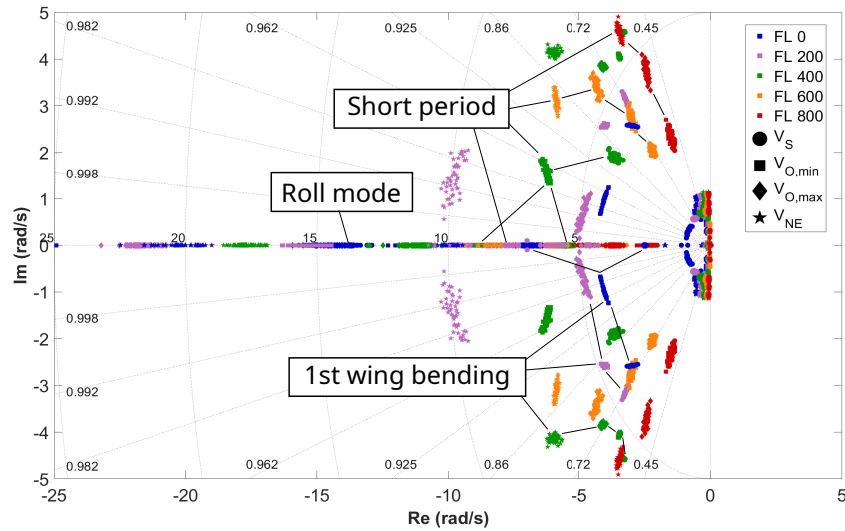 0.982 0.962 0.925 0.86 0.72 0.45
0.992
0.998
25 20 15 10 5
0.998
0.992
0.982 0.962 0.925 0.86 0.72 0.45
5
4
3
2
1
0
-1
-2
-3
-4
-5
Im (rad/s)
-25 -20 -15 -10 -5 0 5
Re (rad/s)
Short period
Roll mode
1st wing bending
FL 0
FL 200
FL 400
FL 600
FL 800
V_S
V_O,min
V_O,max
V_NE